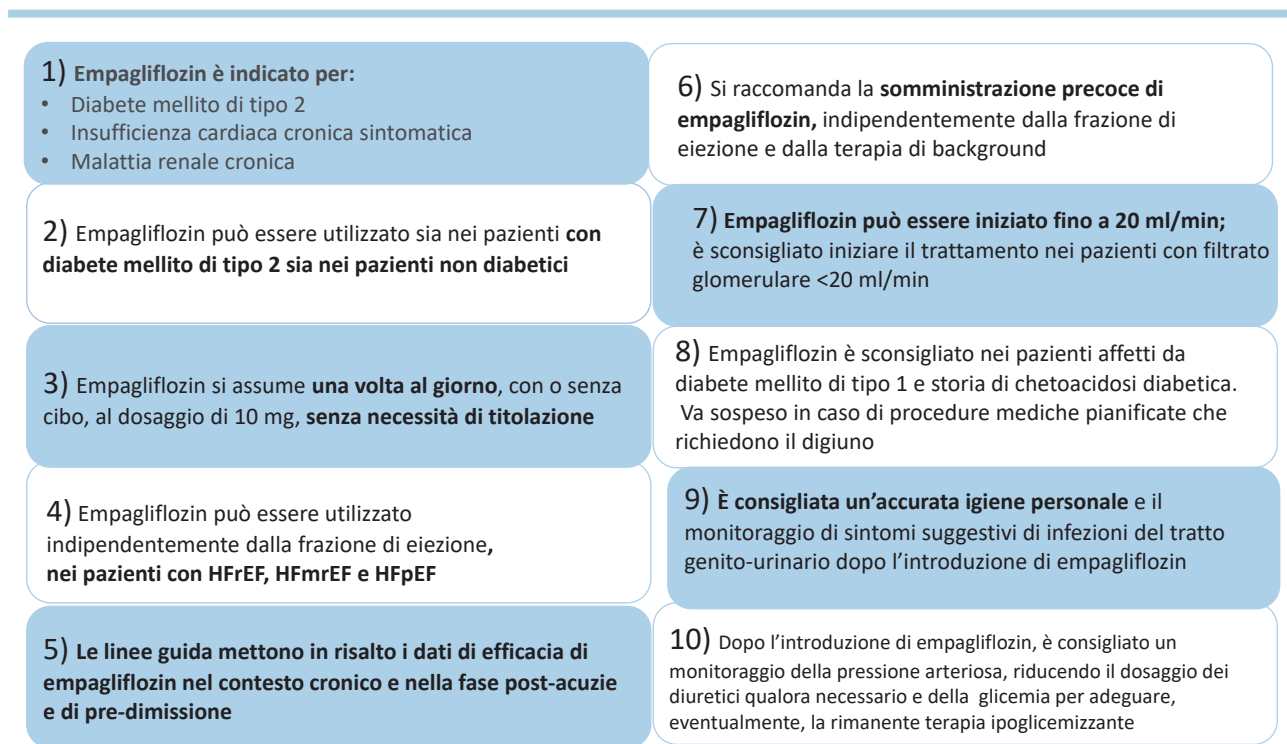 1) Empagliflozin è indicato per:
• Diabete mellito di tipo 2
• Insufficienza cardiaca cronica sintomatica
• Malattia renale cronica
2) Empagliflozin può essere utilizzato sia nei pazienti con
diabete mellito di tipo 2 sia nei pazienti non diabetici
3) Empagliflozin si assume una volta al giorno, con o senza
cibo, al dosaggio di 10 mg, senza necessità di titolazione
4) Empagliflozin può essere utilizzato
indipendentemente dalla frazione di eiezione,
nei pazienti con HFrEF, HFmrEF e HFpEF
5) Le linee guida mettono in risalto i dati di efficacia di
empagliflozin nel contesto cronico e nella fase post-acuzie
e di pre-dimissione
6) Si raccomanda la somministrazione precoce di
empagliflozin, indipendentemente dalla frazione di
eiezione e dalla terapia di background
7) Empagliflozin può essere iniziato fino a 20 ml/min;
è sconsigliato iniziare il trattamento nei pazienti con filtrato
glomerulare <20 ml/min
8) Empagliflozin è sconsigliato nei pazienti affetti da
diabete mellito di tipo 1 e storia di chetoacidosi diabetica.
Va sospeso in caso di procedure mediche pianificate che
richiedono il digiuno
9) È consigliata un’accurata igiene personale e il
monitoraggio di sintomi suggestivi di infezioni del tratto
genito-urinario dopo l’introduzione di empagliflozin
10) Dopo l’introduzione di empagliflozin, è consigliato un
monitoraggio della pressione arteriosa, riducendo il dosaggio dei
diuretici qualora necessario e della glicemia per adeguare,
eventualmente, la rimanente terapia ipoglicemizzante